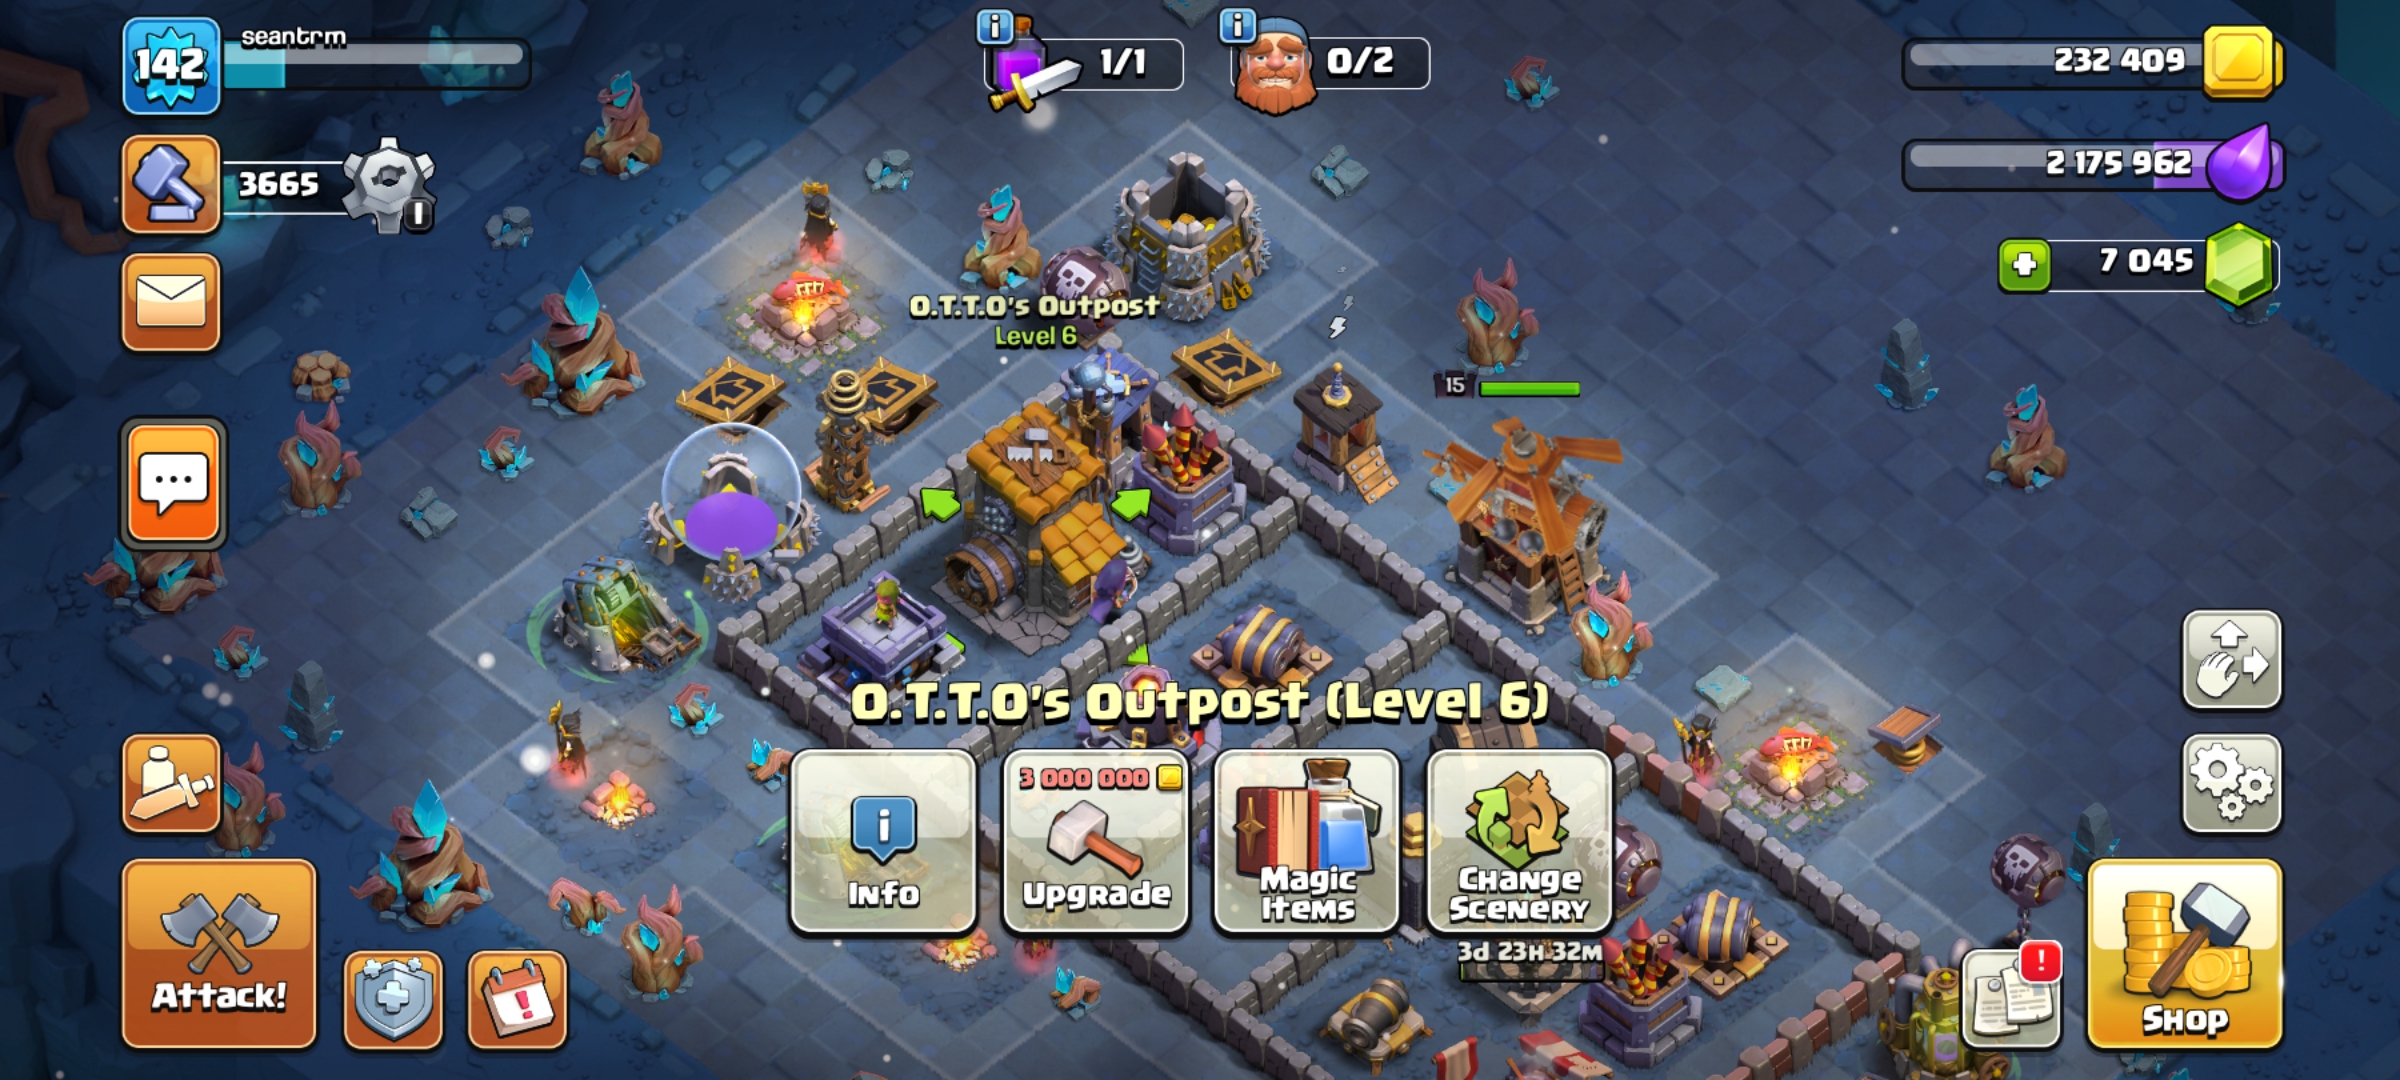 142
seantrm
1/1
0/2
232 409
3665
2 175 962
7 045
O.T.T.O's Outpost
Level 6
15
O.T.T.O's Outpost (Level 6)
Info
3 000 000
Upgrade
Magic
Items
Change
Scenery
3d 23H 32M
Attack!
!
!
Shop